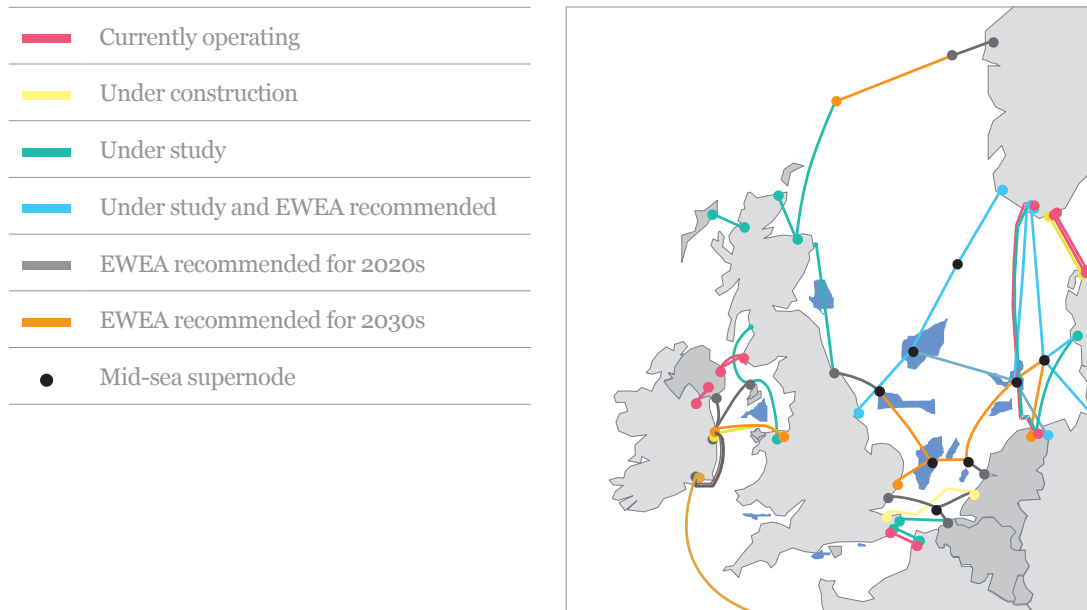 Currently operating
Under construction
Under study
Under study and EWEA recommended
EWEA recommended for 2020s
EWEA recommended for 2030s
Mid-sea supernode